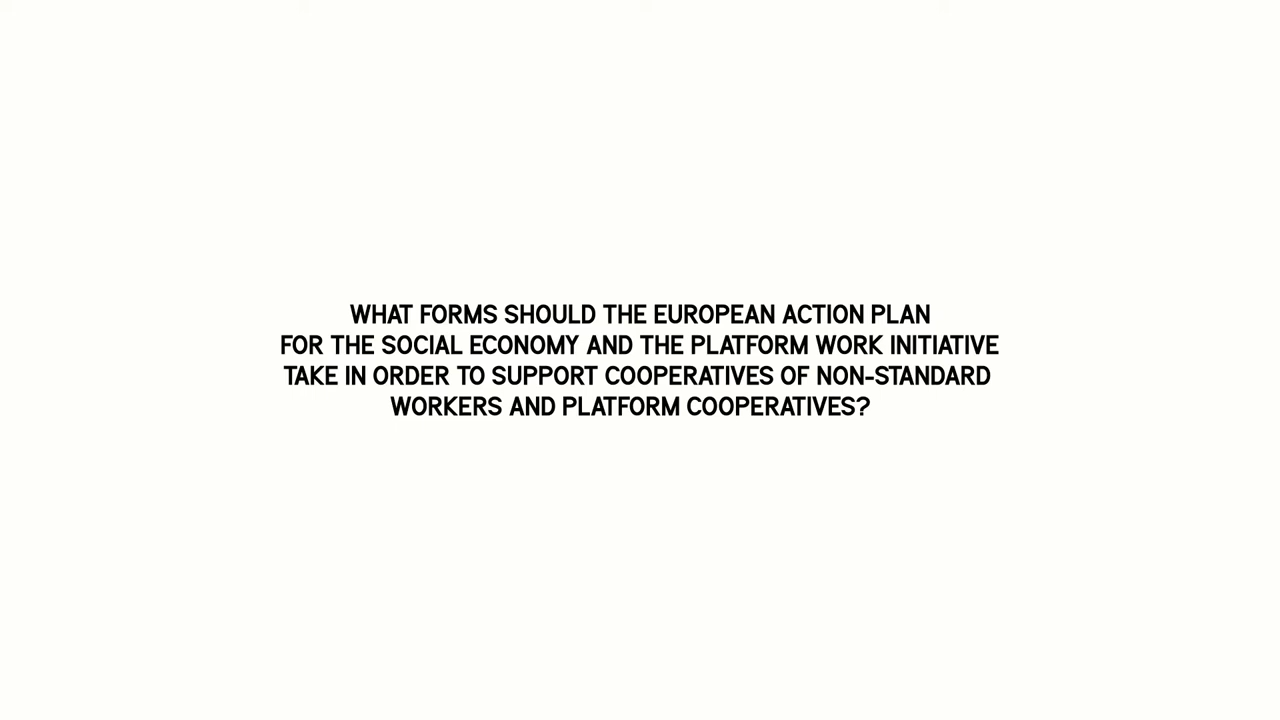 WHAT FORMS SHOULD THE EUROPEAN ACTION PLAN
FOR THE SOCIAL ECONOMY AND THE PLATFORM WORK INITIATIVE
TAKE IN ORDER TO SUPPORT COOPERATIVES OF NON-STANDARD
WORKERS AND PLATFORM COOPERATIVES?